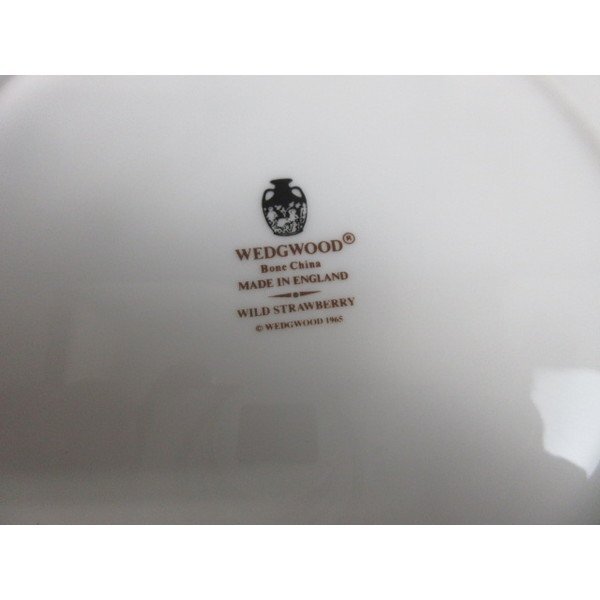 WEDGWOOD®
Bone China
MADE IN ENGLAND
WILD STRAWBERRY
© WEDGWOOD 1965